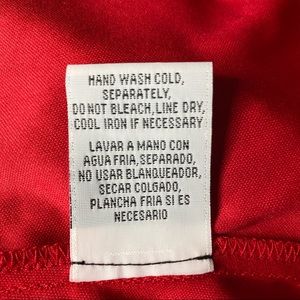 HAND WASH COLD,
SEPARATELY,
DO NOT BLEACH,LINE DRY,
COOL IRON IF NECESSARY
LAVAR A MANO CON
AGUA FRIA,SEPARADO,
NO USAR BLANQUEADOR,
SECAR COLGADO,
PLANCHA FRIA SI ES
NECESARIO